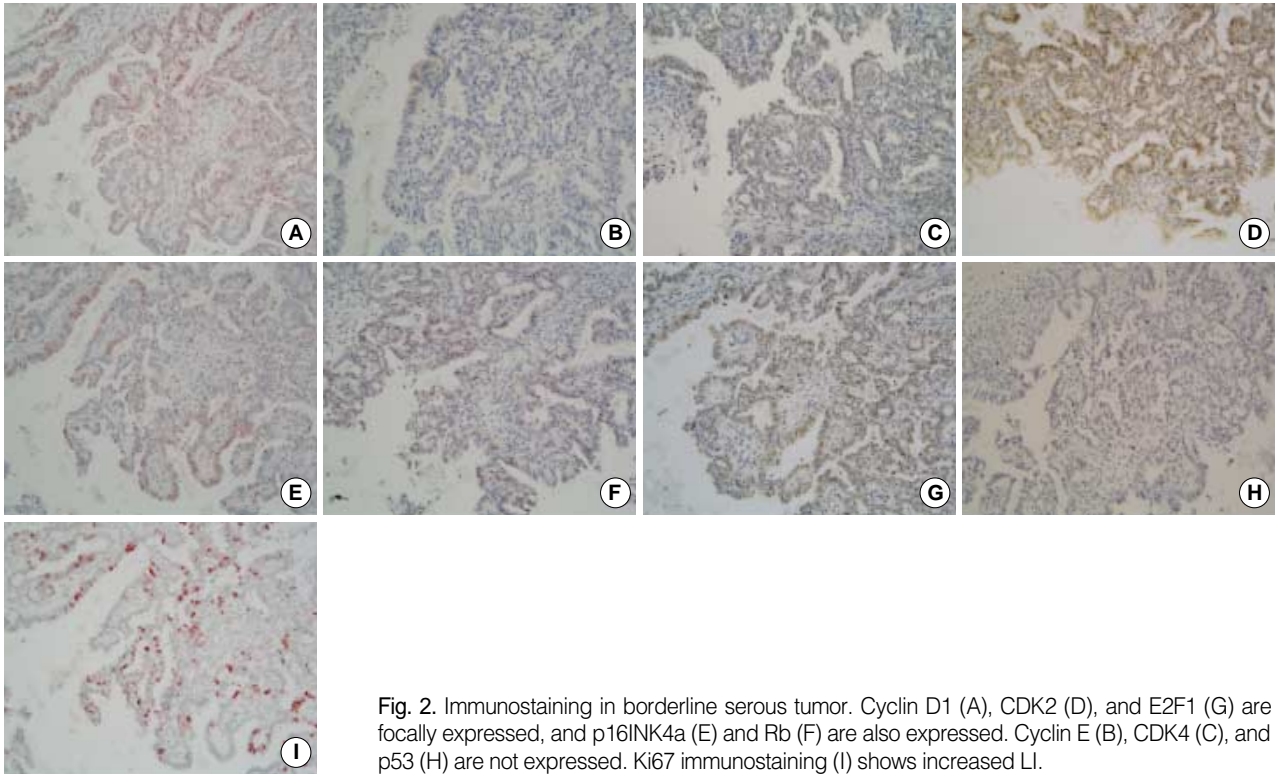 A
B
C
D
E
F
G
H
I
Fig. 2. Immunostaining in borderline serous tumor. Cyclin D1 (A), CDK2 (D), and E2F1 (G) are
focally expressed, and p16INK4a (E) and Rb (F) are also expressed. Cyclin E (B), CDK4 (C), and
p53 (H) are not expressed. Ki67 immunostaining (I) shows increased LI.